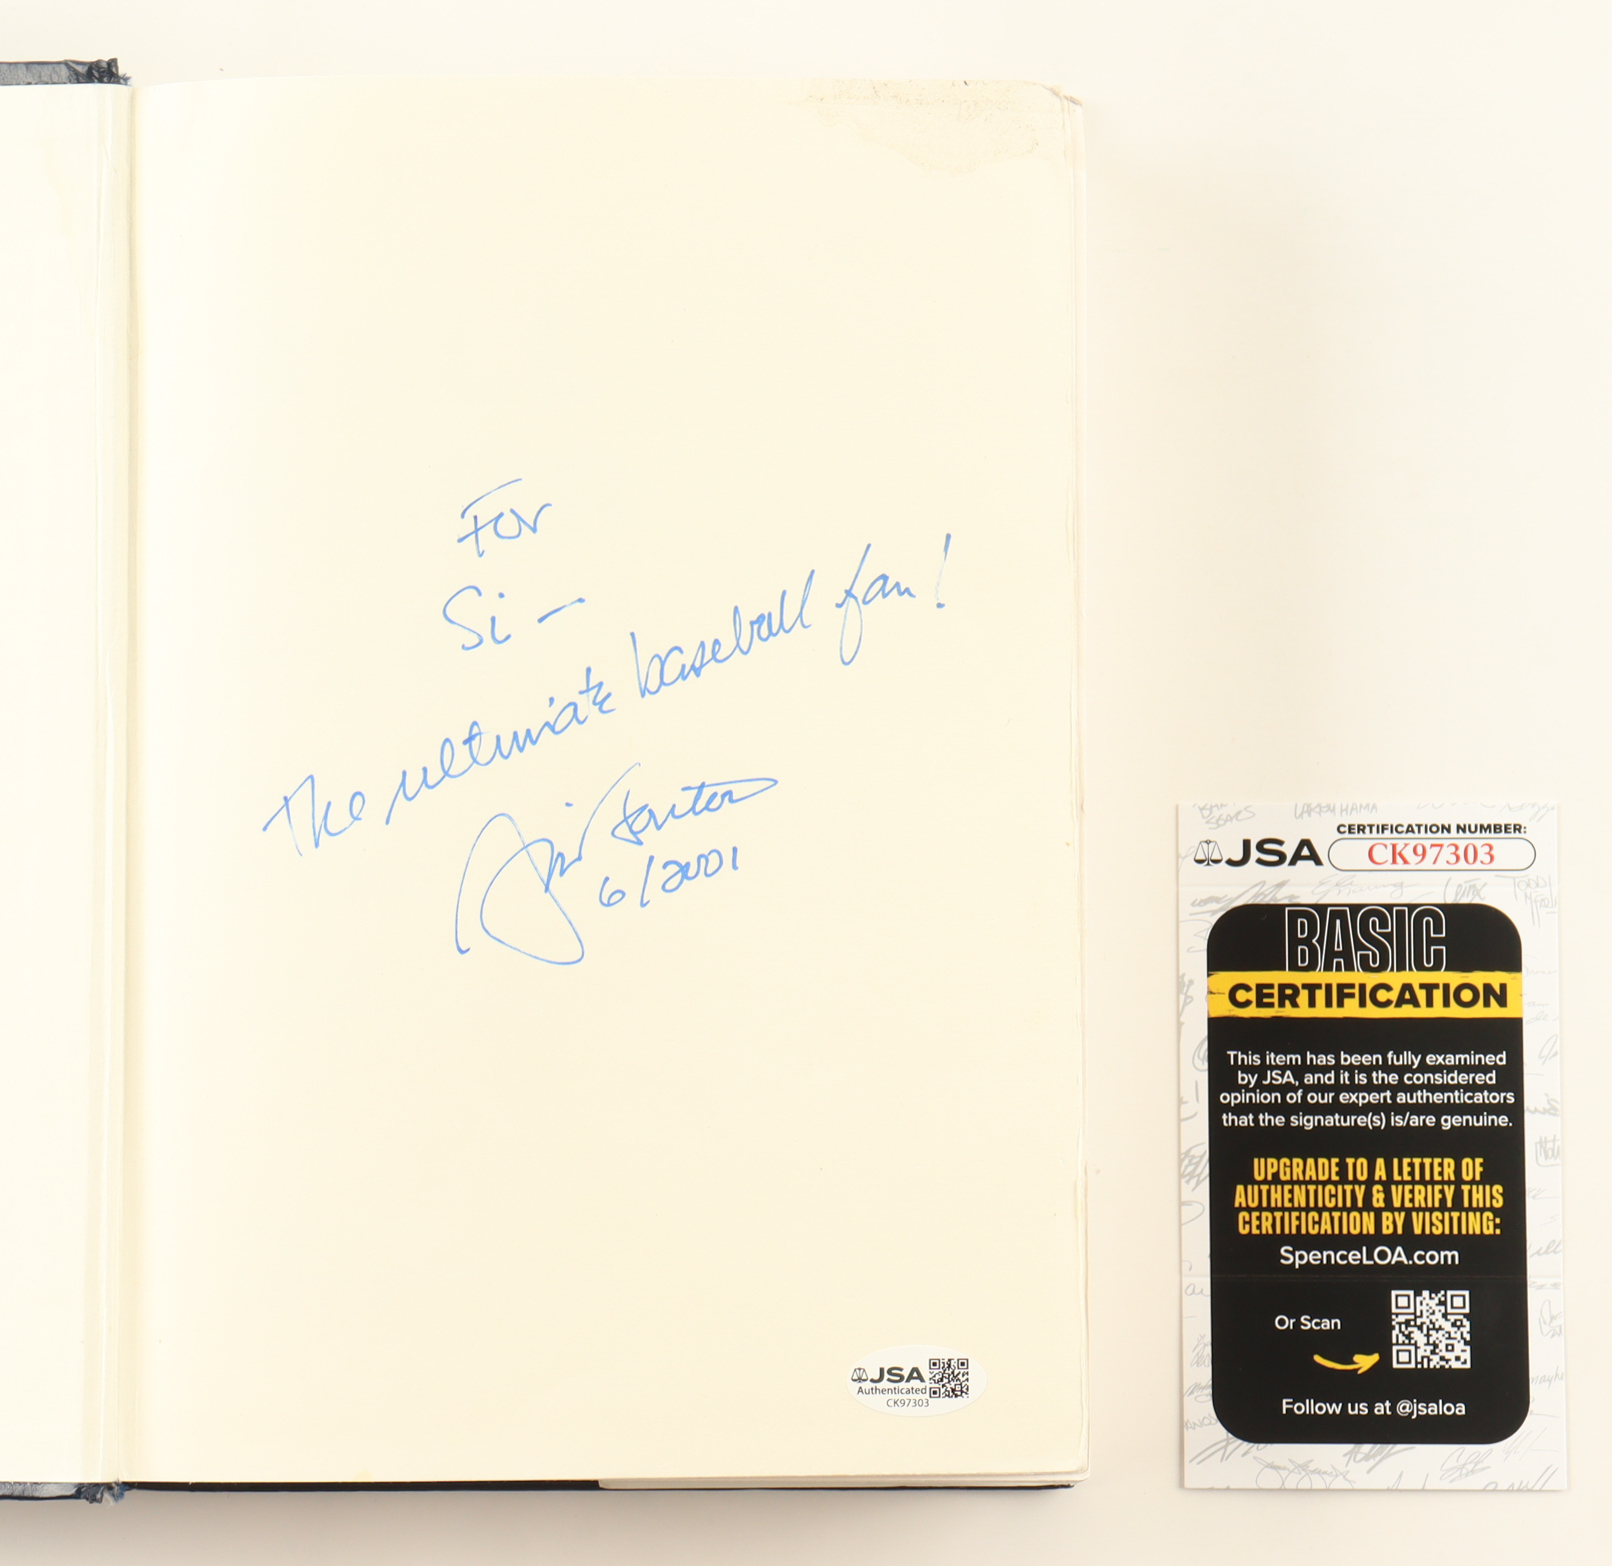 For
Si —
The ultimate baseball fan!
6/2001
JSA
Authenticated
CK97303
CERTIFICATION NUMBER:
JSA CK97303
BASIC
CERTIFICATION
This item has been fully examined
by JSA, and it is the considered
opinion of our expert authenticators
that the signature(s) is/are genuine.
UPGRADE TO A LETTER OF
AUTHENTICITY & VERIFY THIS
CERTIFICATION BY VISITING:
SpenceLOA.com
Or Scan
Follow us at @jsaloa